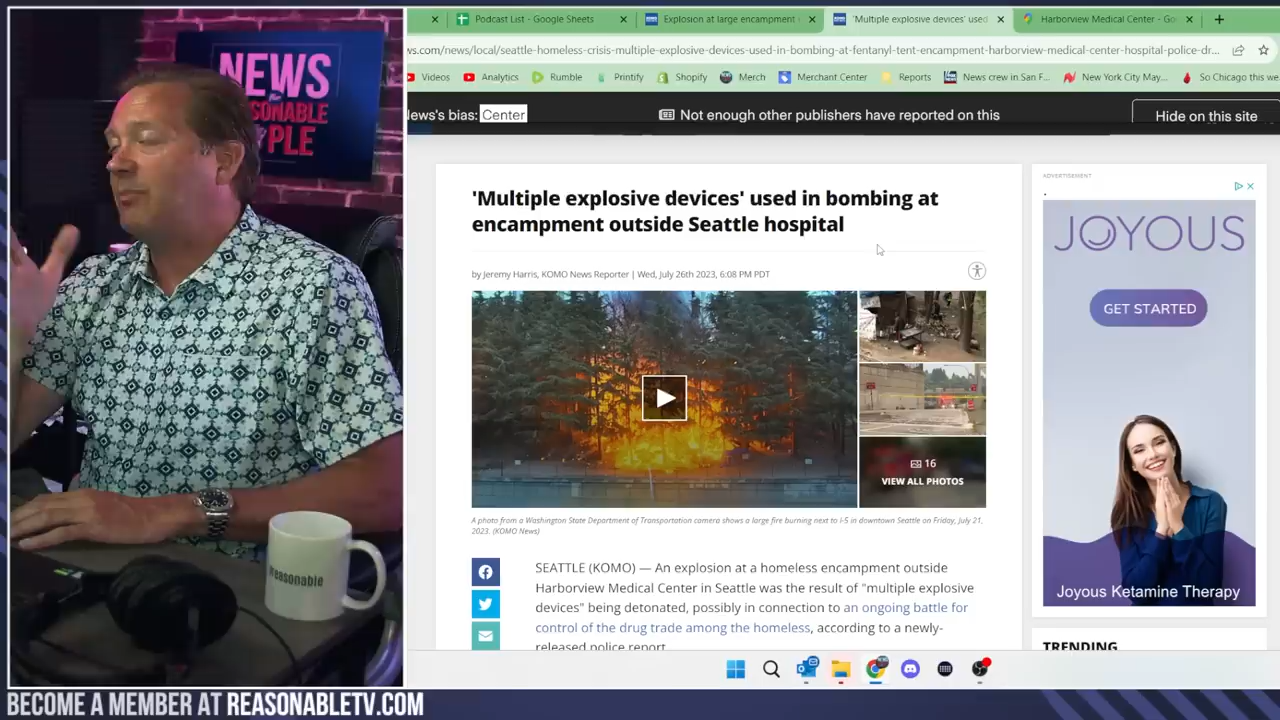 Podcast List - Google Sheets
Explosion at large encampment
'Multiple explosive devices' used
Harborview Medical Center - Go
ws.com/news/local/seattle-homeless-crisis-multiple-explosive-devices-used-in-bombing-at-fentanyl-tent-encampment-harborview-medical-center-hospital-police-dr...
Videos
Analytics
Rumble
Printify
Shopify
Merch
Merchant Center
Reports
News crew in San F...
New York City May...
So Chicago this we
NEWS
for
REASONABLE
PEOPLE
News's bias: Center
Not enough other publishers have reported on this
Hide on this site
'Multiple explosive devices' used in bombing at
encampment outside Seattle hospital
by Jeremy Harris, KOMO News Reporter | Wed, July 26th 2023, 6:08 PM PDT
16
VIEW ALL PHOTOS
A photo from a Washington State Department of Transportation camera shows a large fire burning next to I-5 in downtown Seattle on Friday, July 21,
2023. (KOMO News)
SEATTLE (KOMO) — An explosion at a homeless encampment outside
Harborview Medical Center in Seattle was the result of "multiple explosive
devices" being detonated, possibly in connection to an ongoing battle for
control of the drug trade among the homeless, according to a newly-
released police report.
ADVERTISEMENT
JOYOUS
GET STARTED
Joyous Ketamine Therapy
TRENDING
#reasonable
BECOME A MEMBER AT REASONABLETV.COM